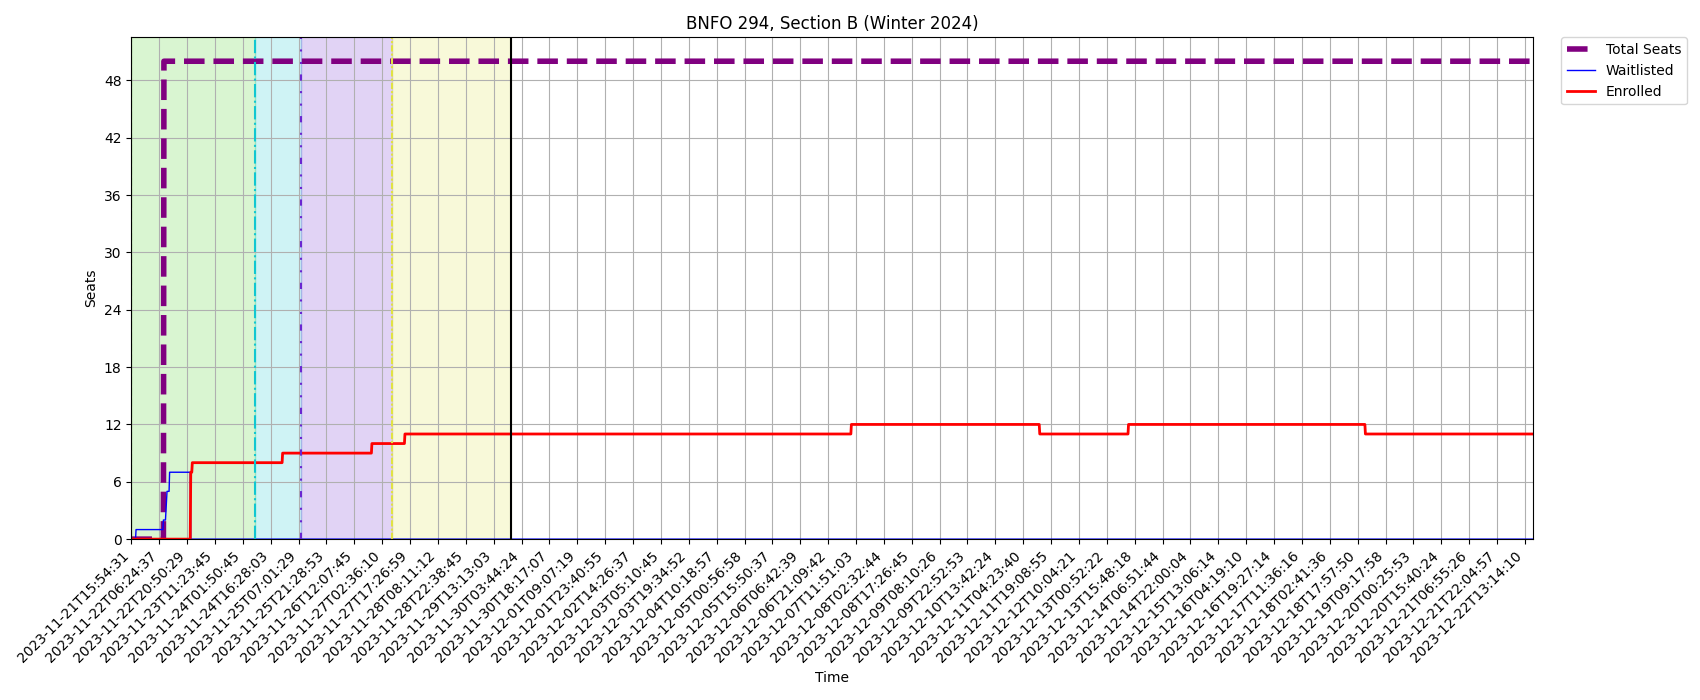 BNFO 294, Section B (Winter 2024)
Total Seats
Waitlisted
Enrolled
Seats
48
42
36
30
24
18
12
6
0
2023-11-21T15:54:31
2023-11-22T06:24:37
2023-11-22T20:50:29
2023-11-23T11:23:45
2023-11-24T01:50:45
2023-11-24T16:28:03
2023-11-25T07:01:29
2023-11-25T21:28:53
2023-11-26T12:07:45
2023-11-27T02:36:10
2023-11-27T17:26:59
2023-11-28T08:11:12
2023-11-28T22:38:45
2023-11-29T13:13:03
2023-11-30T03:44:24
2023-11-30T18:17:07
2023-12-01T09:07:19
2023-12-01T23:40:55
2023-12-02T14:26:37
2023-12-03T05:10:45
2023-12-03T19:34:52
2023-12-04T10:18:57
2023-12-05T00:56:58
2023-12-05T15:50:37
2023-12-06T06:42:39
2023-12-06T21:09:42
2023-12-07T11:51:03
2023-12-08T02:32:44
2023-12-08T17:26:45
2023-12-09T08:10:26
2023-12-09T22:52:53
2023-12-10T13:42:24
2023-12-11T04:23:40
2023-12-11T19:08:55
2023-12-12T10:04:21
2023-12-13T00:52:22
2023-12-13T15:48:18
2023-12-14T06:51:44
2023-12-14T22:00:04
2023-12-15T13:06:14
2023-12-16T04:19:10
2023-12-16T19:27:14
2023-12-17T11:36:16
2023-12-18T02:41:36
2023-12-18T17:57:50
2023-12-19T09:17:58
2023-12-20T00:25:53
2023-12-20T15:40:24
2023-12-21T06:55:26
2023-12-21T22:04:57
2023-12-22T13:14:10
Time